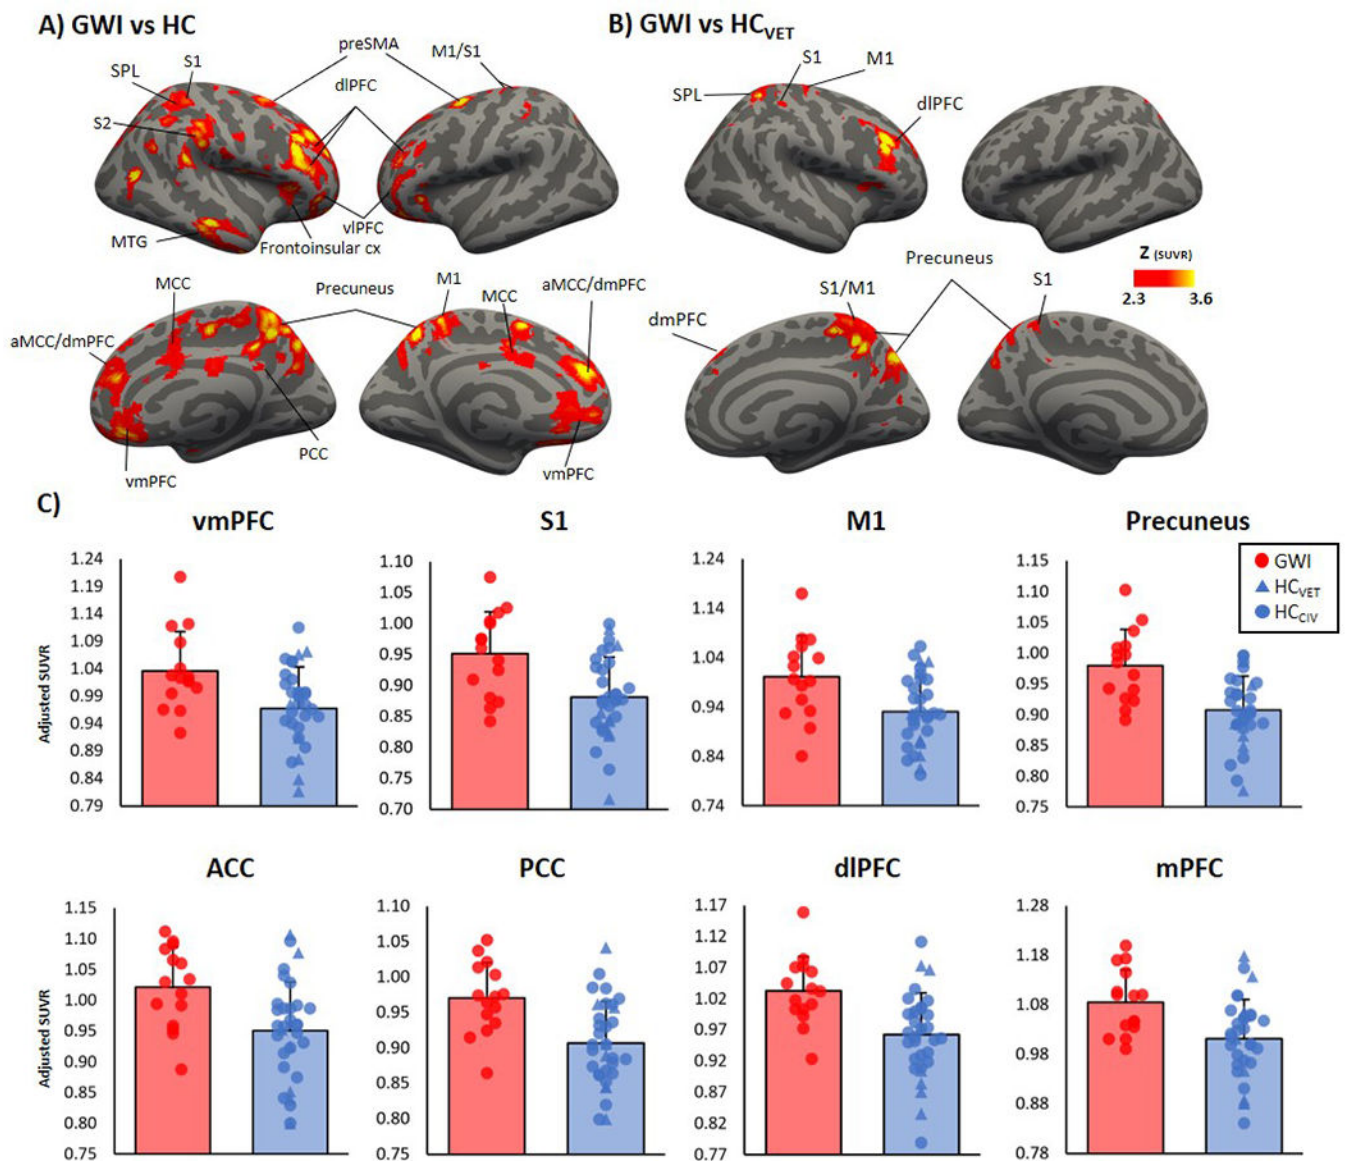 A) GWI vs HC
B) GWI vs HCVET
preSMA
M1/S1
S1
SPL
dlPFC
S2
MTG
vlPFC
Frontoinsular cx
S1
M1
SPL
dlPFC
MCC
Precuneus
M1
MCC
aMCC/dmPFC
aMCC/dmPFC
PCC
vmPFC
vmPFC
Precuneus
Z (SUVR)
2.3 3.6
S1/M1
S1
dmPFC
C)
vmPFC
S1
M1
Precuneus
Adjusted SUVR
1.24
1.19
1.14
1.09
1.04
0.99
0.94
0.89
0.84
0.79
1.10
1.05
1.00
0.95
0.90
0.85
0.80
0.75
0.70
1.24
1.14
1.04
0.94
0.84
0.74
1.15
1.10
1.05
1.00
0.95
0.90
0.85
0.80
0.75
GWI
HCVET
HCCIV
ACC
PCC
dlPFC
mPFC
Adjusted SUVR
1.15
1.10
1.05
1.00
0.95
0.90
0.85
0.80
0.75
1.10
1.05
1.00
0.95
0.90
0.85
0.80
0.75
1.17
1.12
1.07
1.02
0.97
0.92
0.87
0.82
0.77
1.28
1.18
1.08
0.98
0.88
0.78